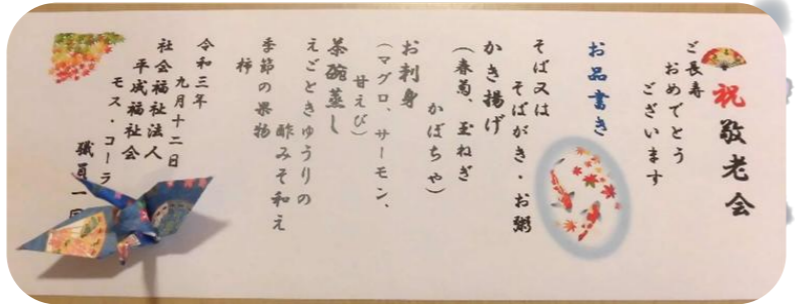 祝 敬老会
ご長寿
おめでとう
ございます
お品書き
そば又は
そばがき・お粥
かき揚げ
（春菊、玉ねぎ
かぼちゃ）
お刺身
（マグロ、サーモン、
甘えび）
茶碗蒸し
えごときゅうりの
酢みそ和え
季節の果物
柿
令和三年
九月十二日
社会福祉法人
平成福祉会
モス・コーラ
職員一同